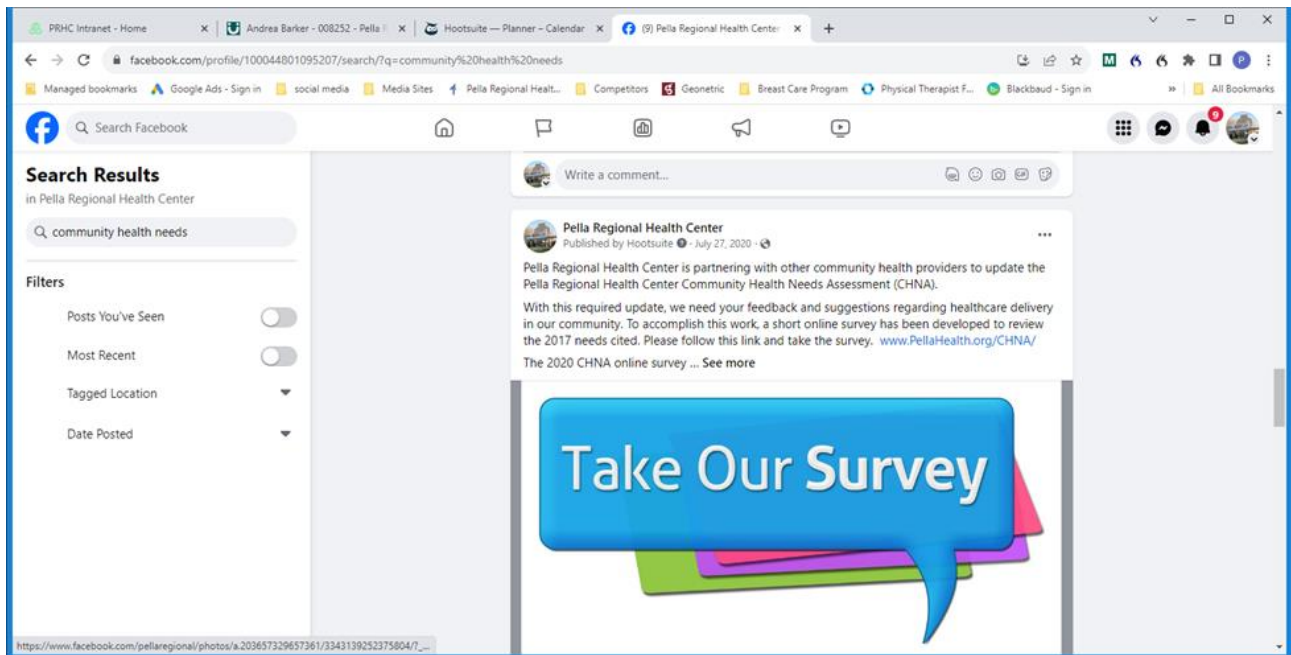 PRHC Intranet - Home
Andrea Barker - 008252 - Pella
Hootsuite — Planner - Calendar
(9) Pella Regional Health Center
facebook.com/profile/100044801095207/search/?q=community%20health%20needs
Managed bookmarks Google Ads - Sign in social media Media Sites Pella Regional Healt... Competitors Geonetric Breast Care Program Physical Therapist F... Blackbaud - Sign in » All Bookmarks
Search Facebook
9
Search Results
in Pella Regional Health Center
community health needs
Filters
Posts You've Seen
Most Recent
Tagged Location
Date Posted
Write a comment...
Pella Regional Health Center
Published by Hootsuite · July 27, 2020 ·
Pella Regional Health Center is partnering with other community health providers to update the
Pella Regional Health Center Community Health Needs Assessment (CHNA).
With this required update, we need your feedback and suggestions regarding healthcare delivery
in our community. To accomplish this work, a short online survey has been developed to review
the 2017 needs cited. Please follow this link and take the survey. www.PellaHealth.org/CHNA/
The 2020 CHNA online survey ... See more
Take Our Survey
https://www.facebook.com/pellaregional/photos/a.203657329657361/3343139252375804/?_...